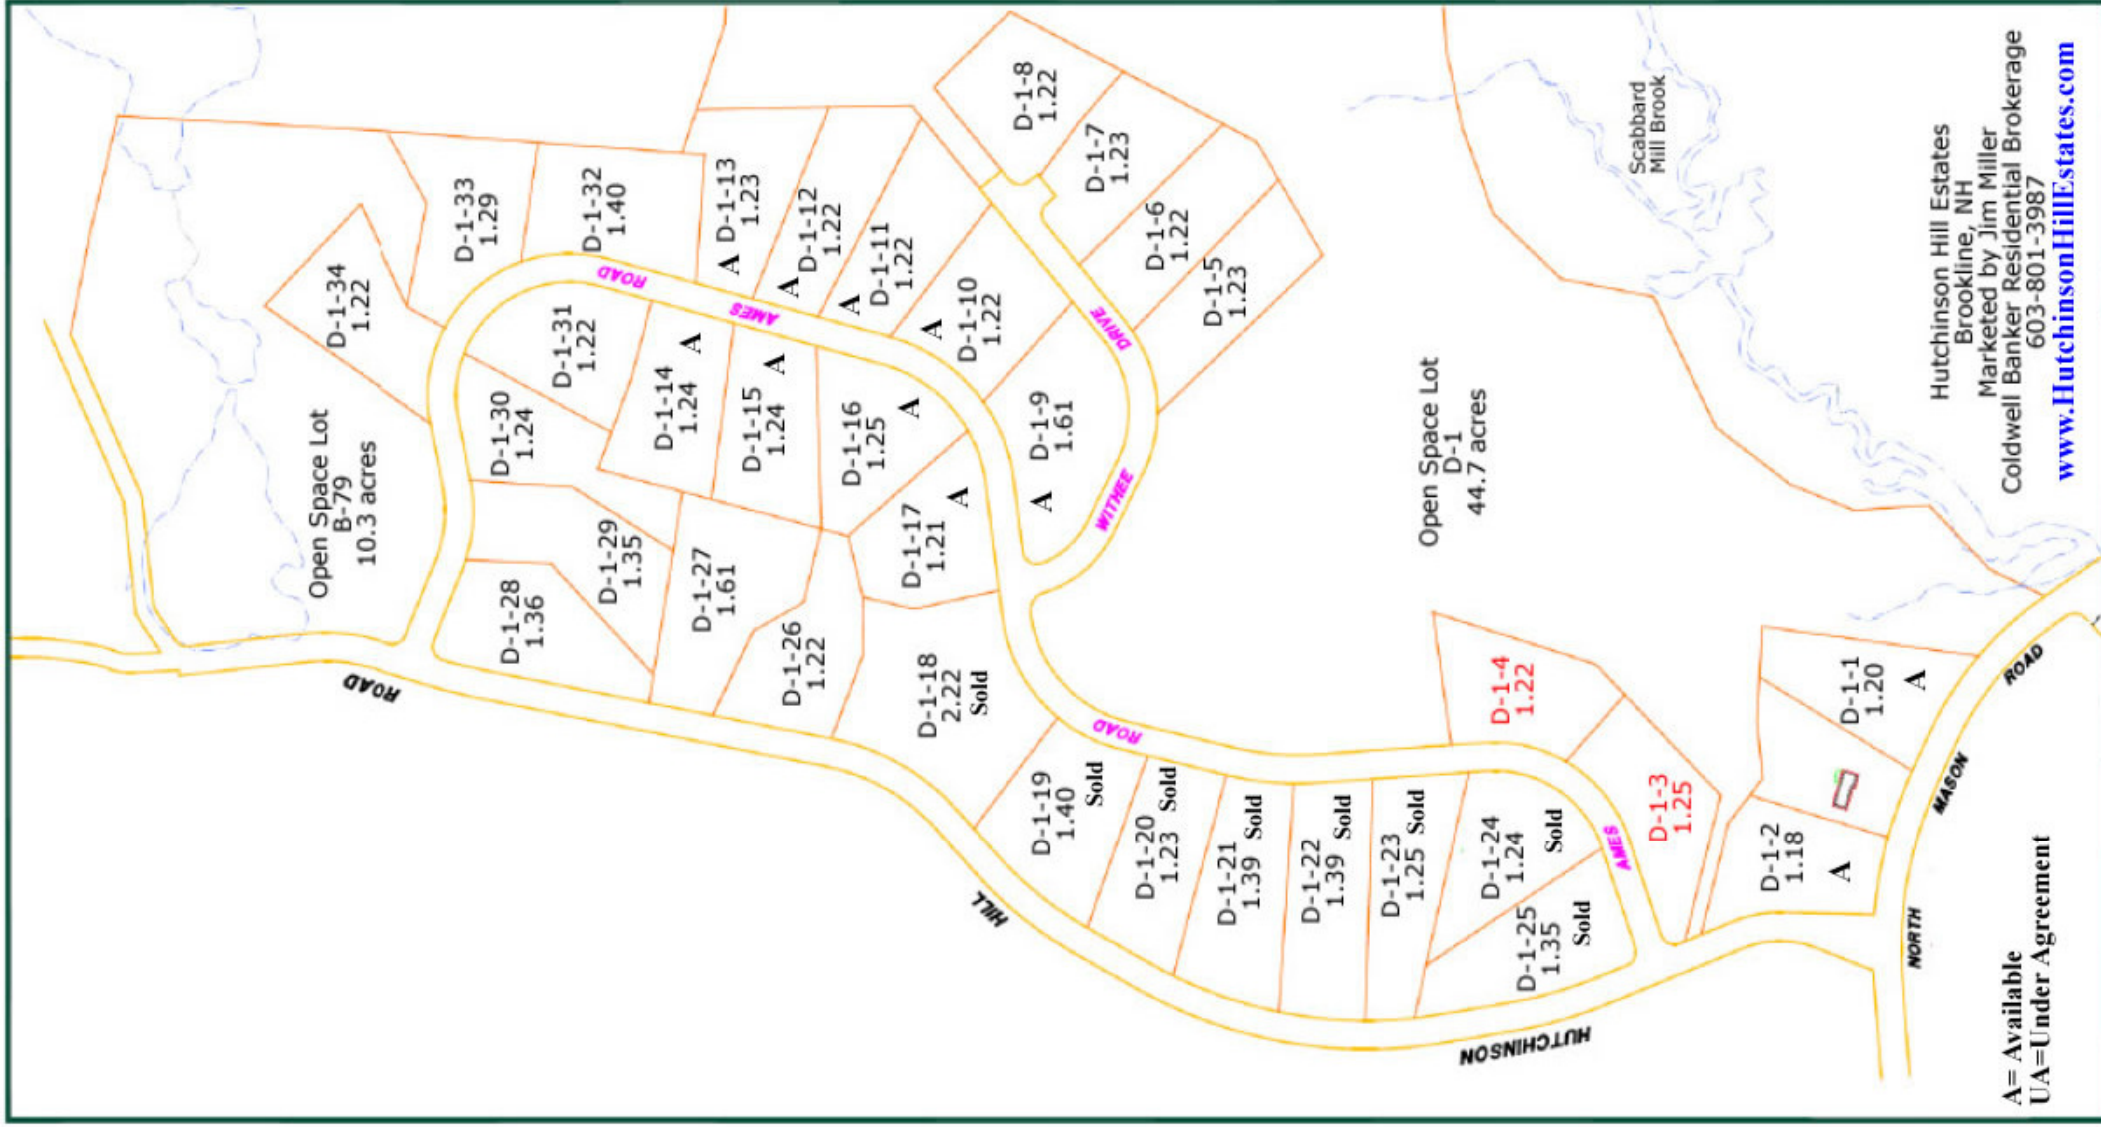 Open Space Lot
B-79
10.3 acres
D-1-34
1.22
D-1-33
1.29
D-1-32
1.40
D-1-31
1.22
D-1-30
1.24
D-1-29
1.35
D-1-28
1.36
D-1-27
1.61
D-1-26
1.22
D-1-13
1.23
A
D-1-12
1.22
A
D-1-11
1.22
A
D-1-10
1.22
A
D-1-14
1.24
A
D-1-15
1.24
A
D-1-16
1.25
A
D-1-17
1.21
A
D-1-9
1.61
A
D-1-8
1.22
D-1-7
1.23
D-1-6
1.22
D-1-5
1.23
D-1-18
2.22
Sold
D-1-19
1.40
Sold
D-1-20
1.23 Sold
D-1-21
1.39 Sold
D-1-22
1.39 Sold
D-1-23
1.25 Sold
D-1-24
1.24
Sold
D-1-25
1.35
Sold
D-1-4
1.22
D-1-3
1.25
D-1-2
1.18
A
D-1-1
1.20
A
Open Space Lot
D-1
44.7 acres
Scabbard
Mill Brook
AMES
ROAD
WITHEE
DRIVE
ROAD
AMES
HUTCHINSON
HILL
ROAD
NORTH
MASON
ROAD
A= Available
UA=Under Agreement
Hutchinson Hill Estates
Brookline, NH
Marketed by Jim Miller
Coldwell Banker Residential Brokerage
603-801-3987
www.HutchinsonHillEstates.com